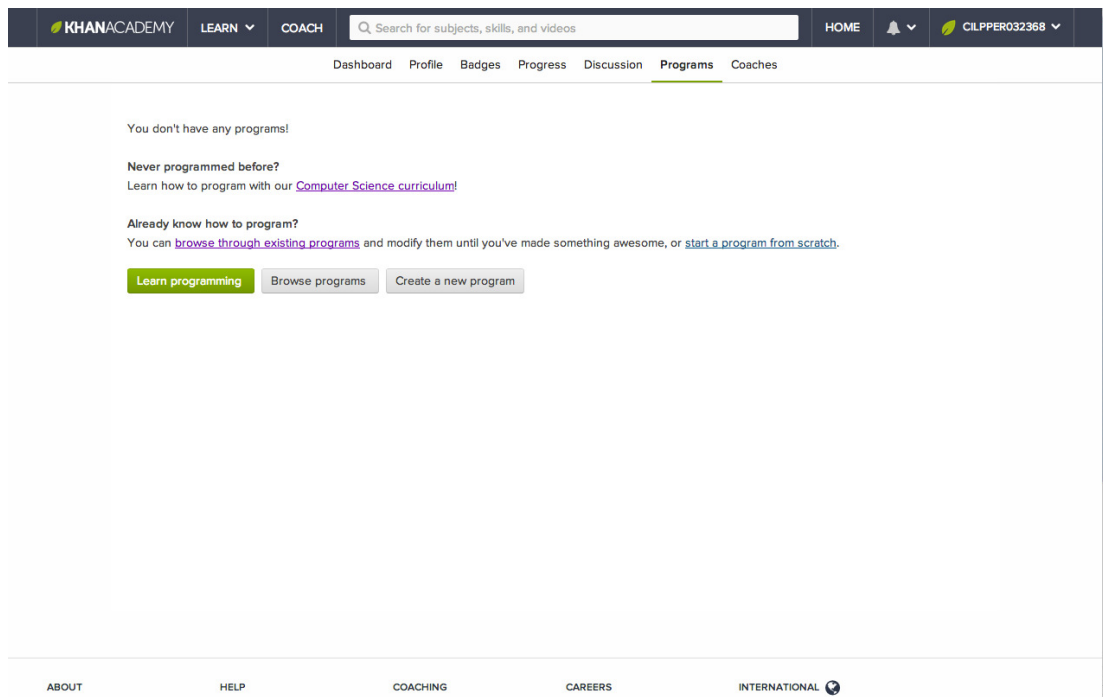 KHANACADEMY LEARN COACH Search for subjects, skills, and videos HOME CILPPER032368
Dashboard Profile Badges Progress Discussion Programs Coaches
You don't have any programs!
Never programmed before?
Learn how to program with our Computer Science curriculum!
Already know how to program?
You can browse through existing programs and modify them until you've made something awesome, or start a program from scratch.
Learn programming Browse programs Create a new program
ABOUT HELP COACHING CAREERS INTERNATIONAL